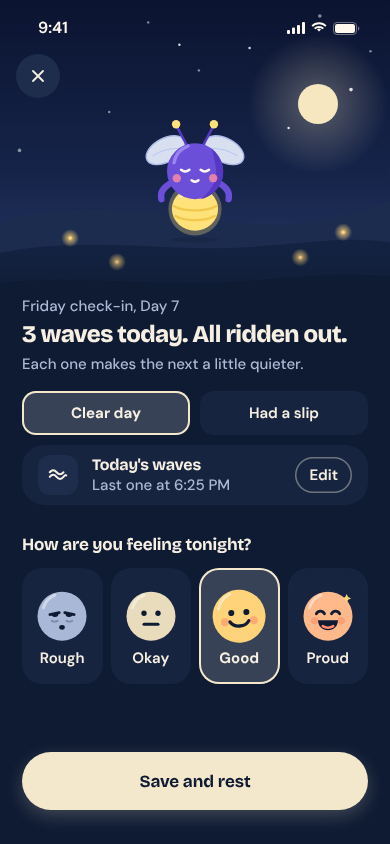 9:41
Friday check-in, Day 7
3 waves today. All ridden out.
Each one makes the next a little quieter.
Clear day
Had a slip
Today's waves
Last one at 6:25 PM
Edit
How are you feeling tonight?
Rough
Okay
Good
Proud
Save and rest